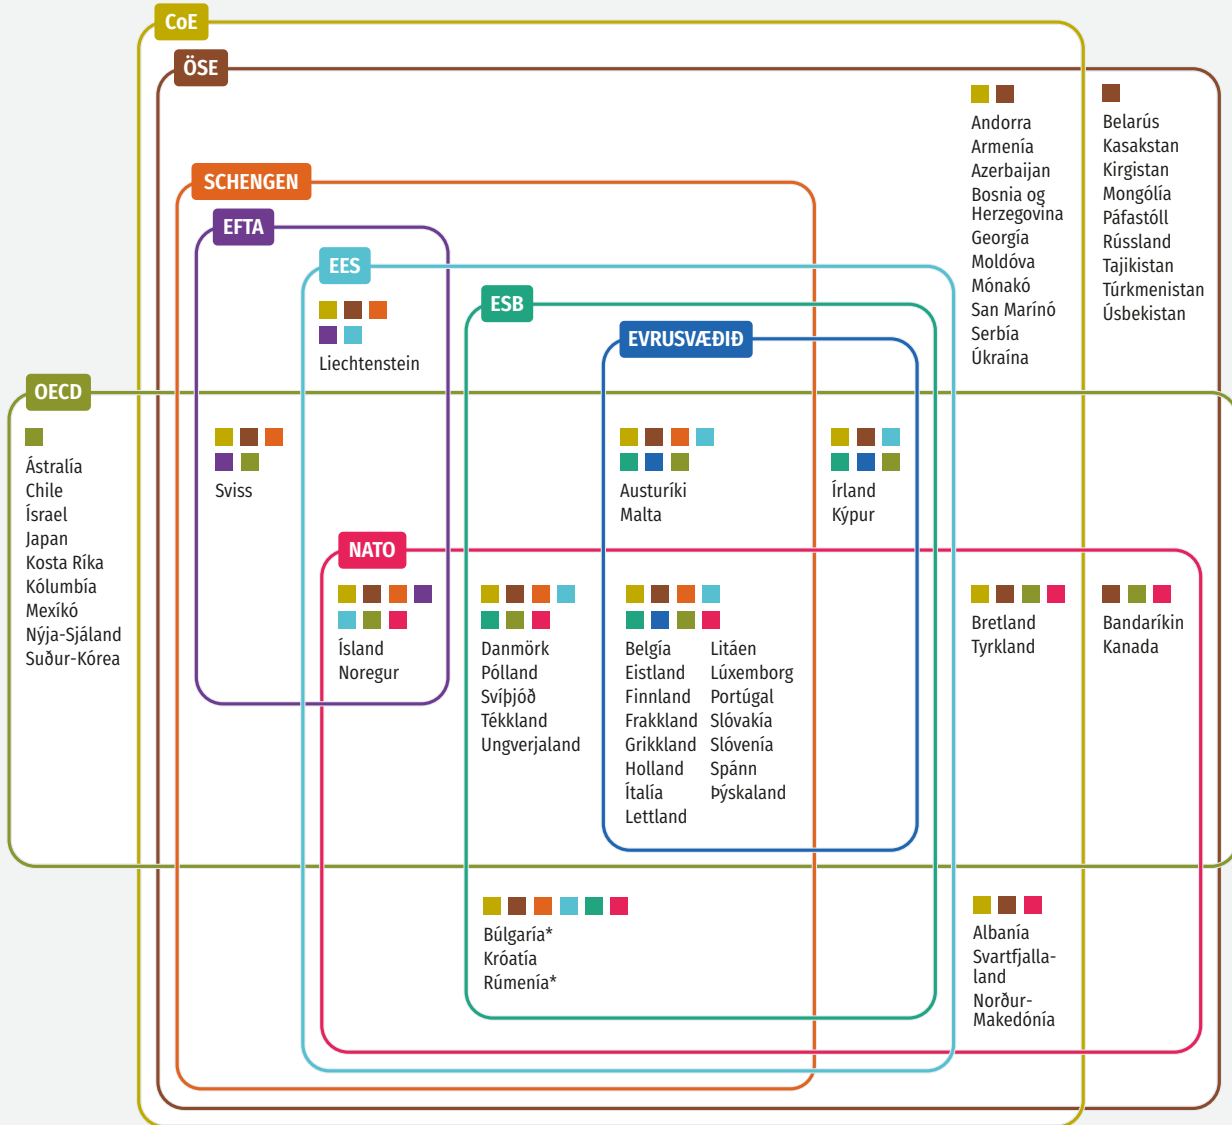 CoE
ÖSE
Andorra
Armenía
Azerbaijan
Bosnia og
Herzegovina
Georgía
Moldóva
Mónakó
San Marínó
Serbía
Úkraína
Belarús
Kasakstan
Kirgistan
Mongólía
Páfastóll
Rússland
Tajikistan
Túrkmenistan
Úsbekistan
SCHENGEN
EFTA
EES
Liechtenstein
ESB
EVRUSVÆÐIÐ
OECD
Ástralía
Chile
Ísrael
Japan
Kosta Ríka
Kólumbía
Mexíkó
Nýja-Sjáland
Suður-Kórea
Sviss
Austuríki
Malta
Írland
Kýpur
NATO
Ísland
Noregur
Danmörk
Pólland
Svíþjóð
Tékkland
Ungverjaland
Belgía
Eistland
Finnland
Frakkland
Grikkland
Holland
Ítalía
Lettland
Litáen
Lúxemborg
Portúgal
Slóvakía
Slóvenía
Spánn
Þýskaland
Bretland
Tyrkland
Bandaríkin
Kanada
Búlgaría*
Króatía
Rúmenía*
Albanía
Svartfjalla-
land
Norður-
Makedónía